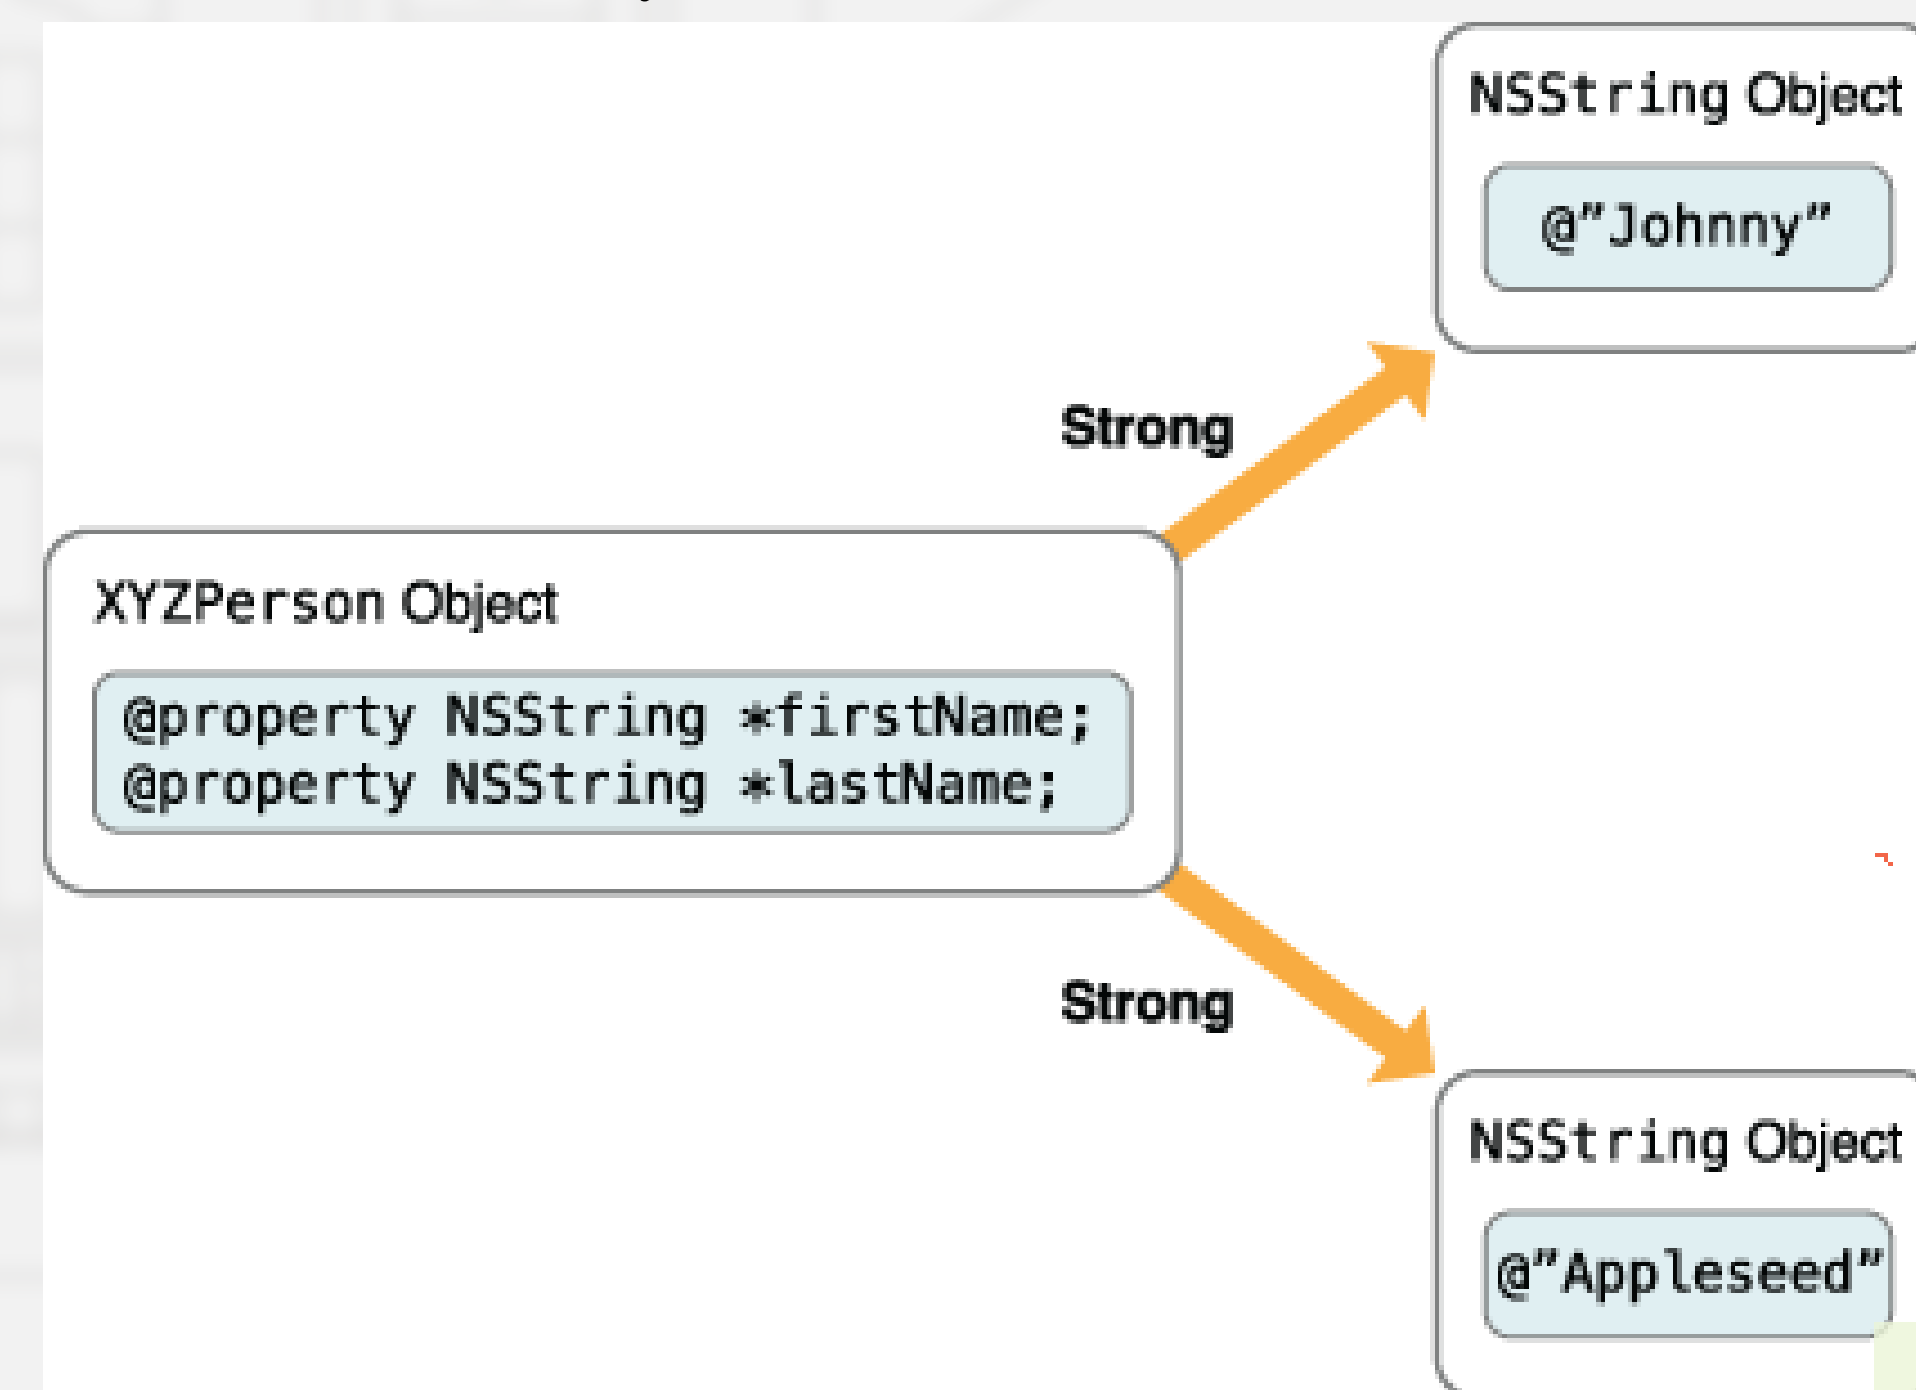 NSString Object
@”Johnny”
Strong
XYZPerson Object
@property NSString *firstName;
@property NSString *lastName;
Strong
NSString Object
@”Appleseed”